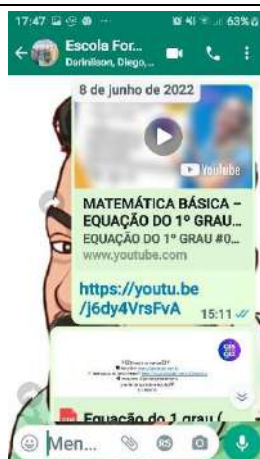 17:47 63%
Escola For...
Darinilson, Diego,...
8 de junho de 2022
YouTube
MATEMÁTICA BÁSICA –
EQUAÇÃO DO 1º GRAU...
EQUAÇÃO DO 1º GRAU #0...
www.youtube.com
https://youtu.be
/j6dy4VrsFvA 15:11
Equação do 1 grau (
Men...